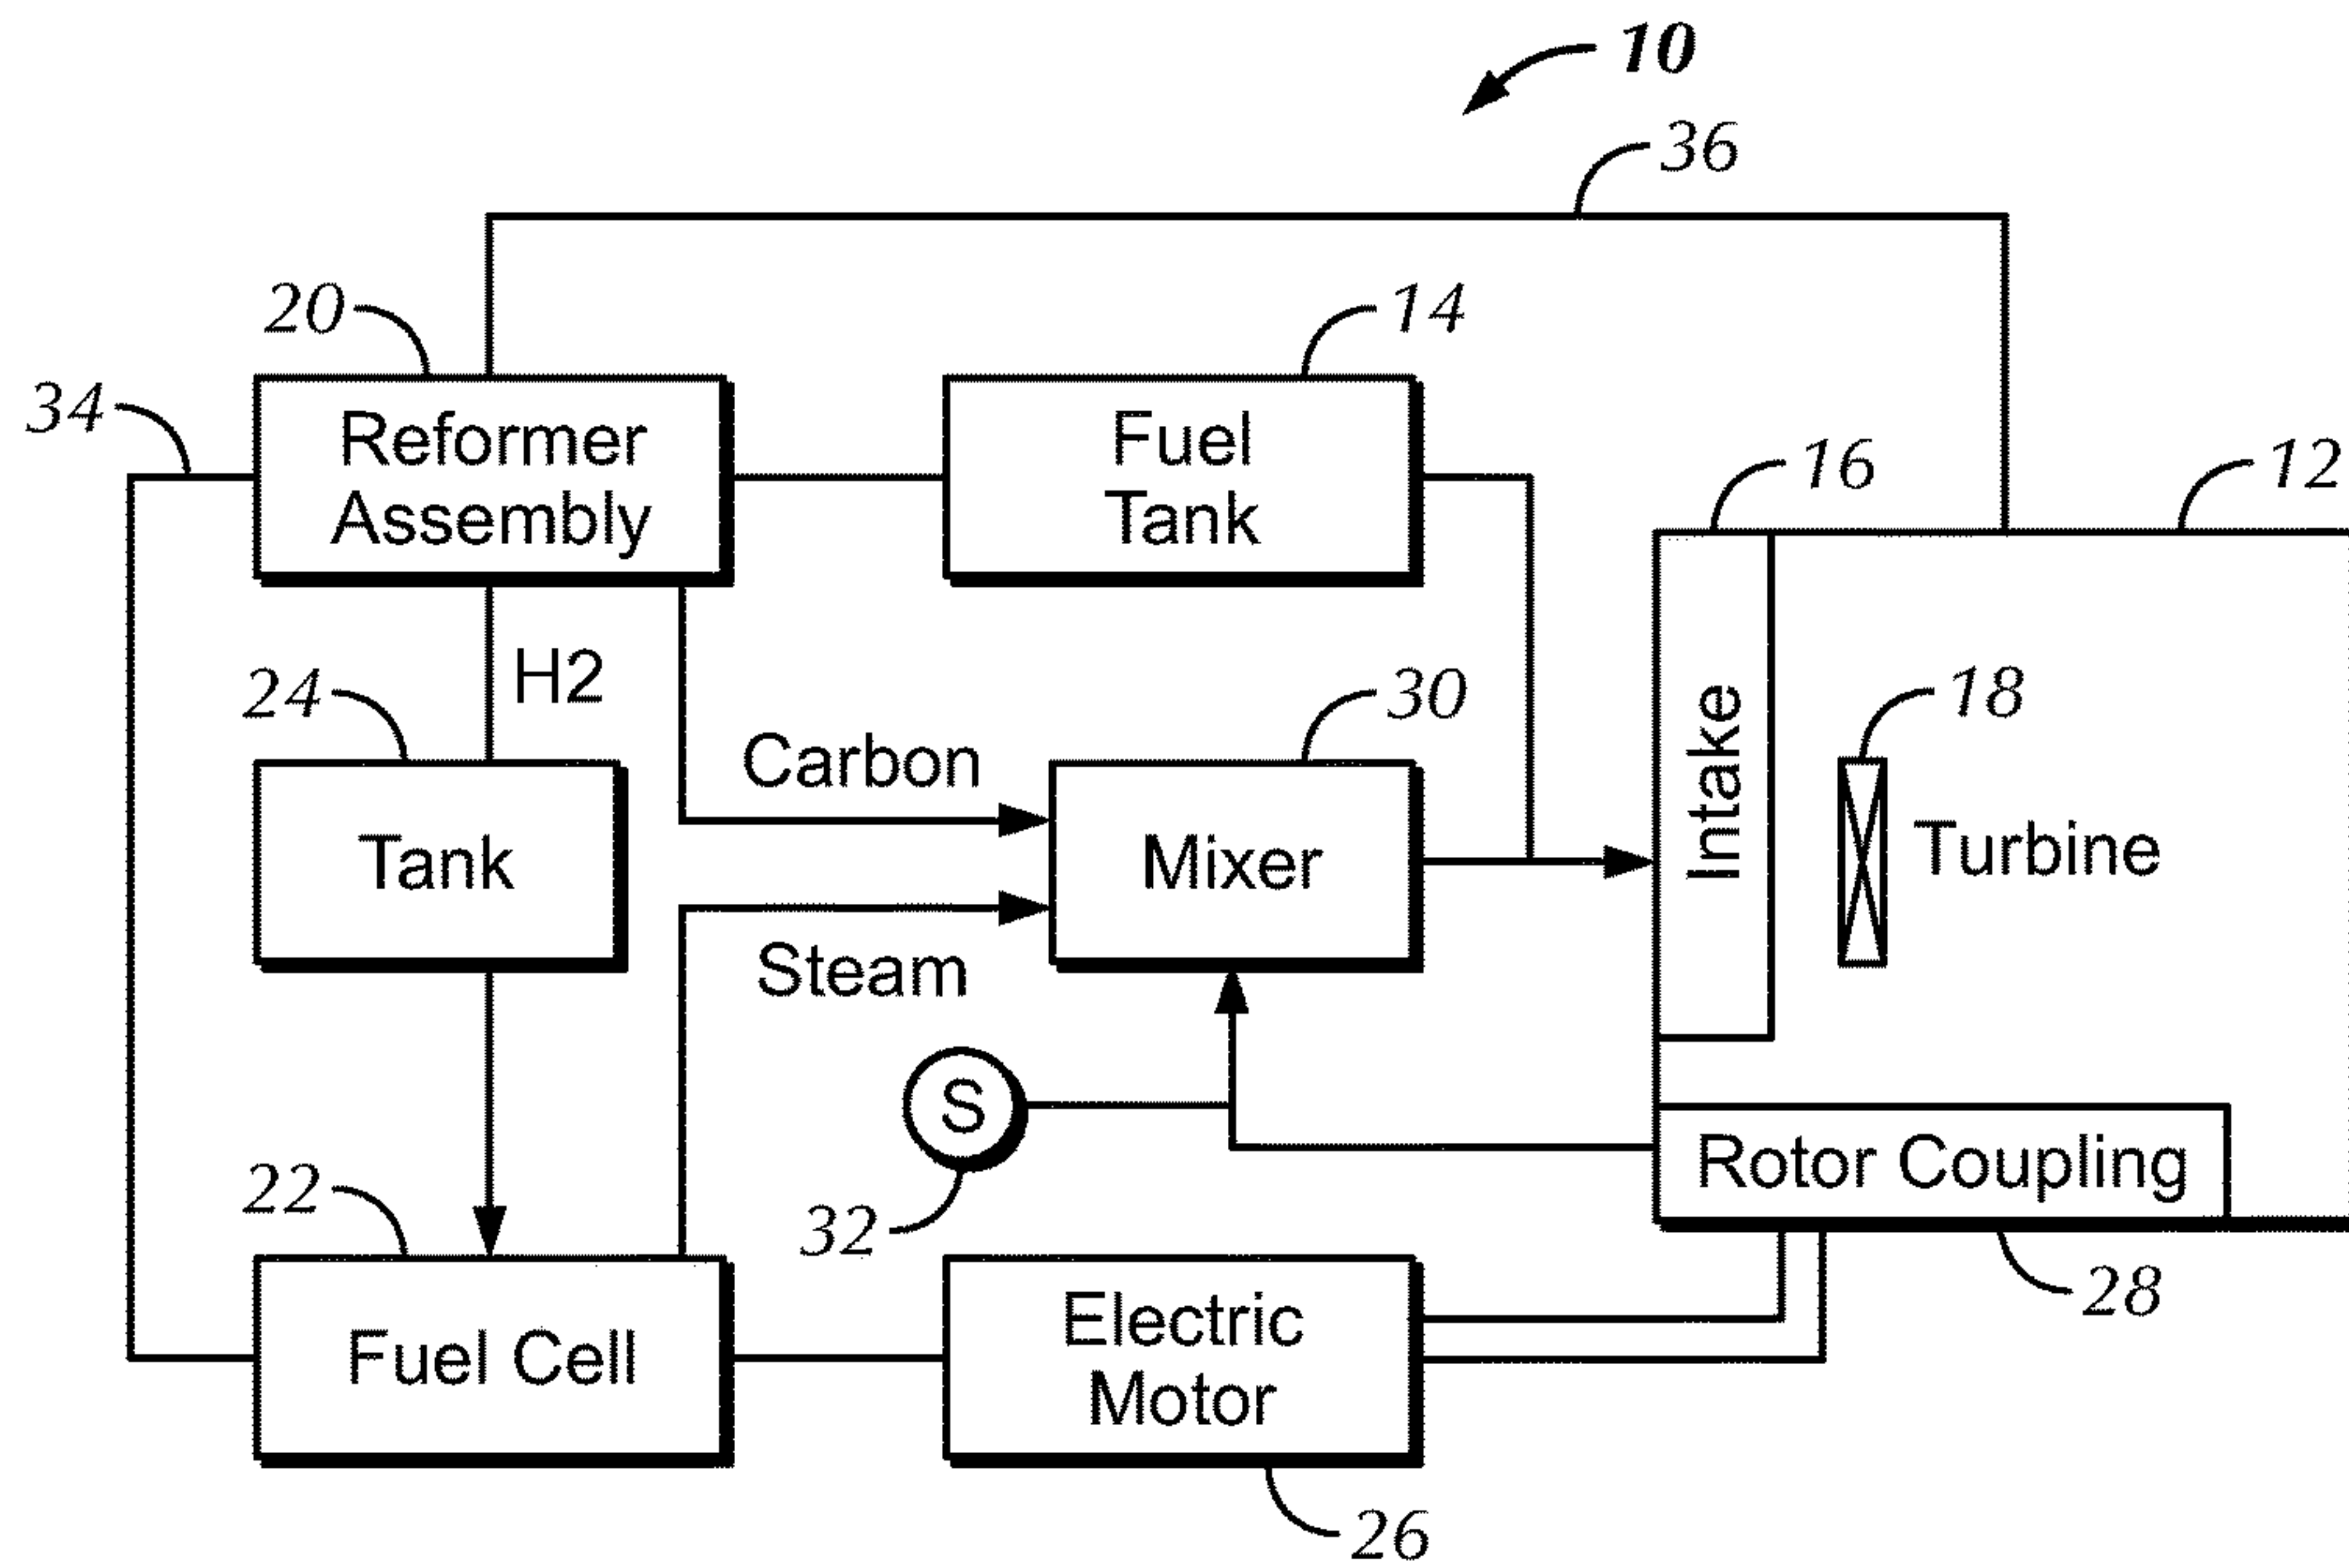 10
36
20
14
34
Reformer
Assembly
Fuel
Tank
16
12
H2
24
30
18
Carbon
Intake
Tank
Mixer
Turbine
Steam
S
Rotor Coupling
22
32
28
Fuel Cell
Electric
Motor
26